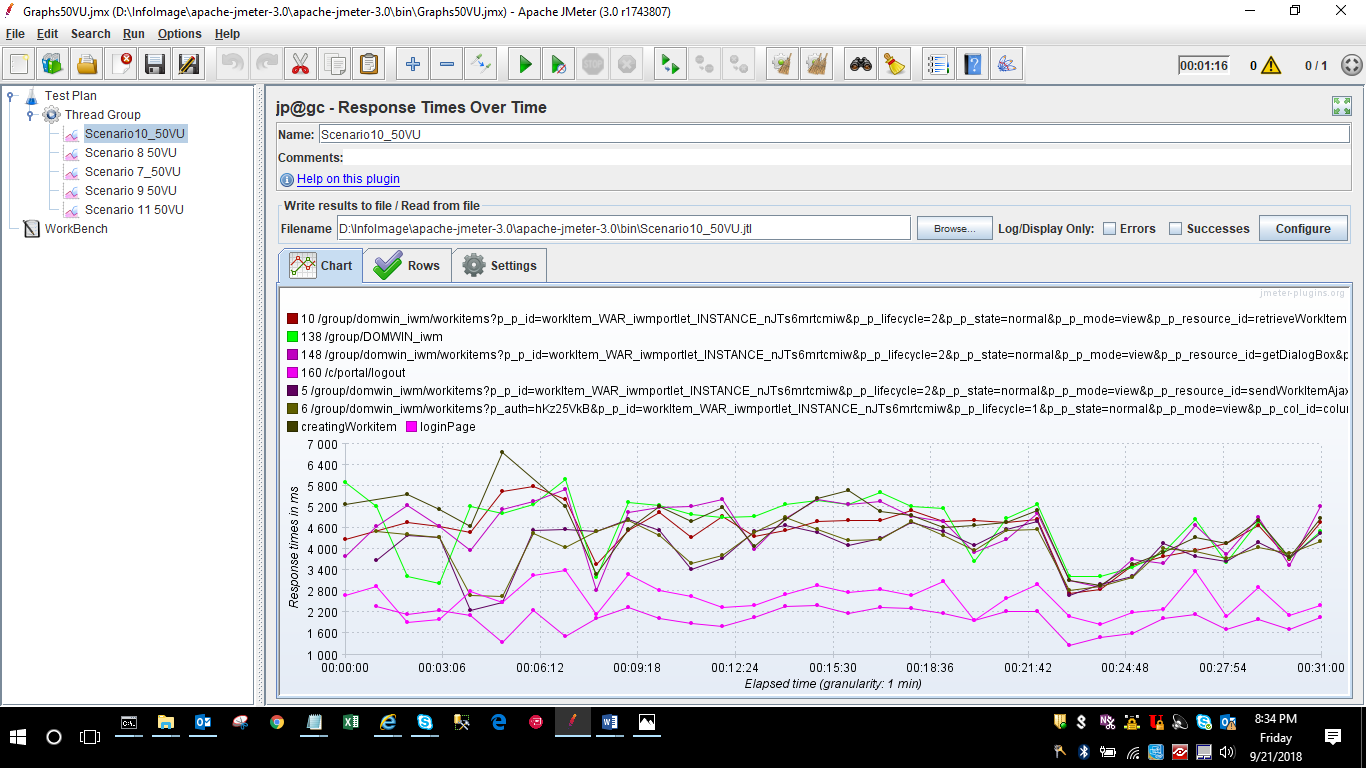 Graphs50VU.jmx (D:\InfoImage\apache-jmeter-3.0\apache-jmeter-3.0\bin\Graphs50VU.jmx) - Apache JMeter (3.0 r1743807)
File Edit Search Run Options Help
00:01:16 0 0 / 1
Test Plan
Thread Group
Scenario10_50VU
Scenario 8 50VU
Scenario 7_50VU
Scenario 9 50VU
Scenario 11 50VU
WorkBench
jp@gc - Response Times Over Time
Name: Scenario10_50VU
Comments:
Help on this plugin
Write results to file / Read from file
Filename D:\InfoImage\apache-jmeter-3.0\apache-jmeter-3.0\bin\Scenario10_50VU.jtl Browse... Log/Display Only: Errors Successes Configure
Chart Rows Settings
jmeter-plugins.org
10 /group/domwin_iwm/workitems?p_p_id=workItem_WAR_iwmportlet_INSTANCE_nJTs6mrtcmiw&p_p_lifecycle=2&p_p_state=normal&p_p_mode=view&p_p_resource_id=retrieveWorkItem
138 /group/DOMWIN_iwm
148 /group/domwin_iwm/workitems?p_p_id=workItem_WAR_iwmportlet_INSTANCE_nJTs6mrtcmiw&p_p_lifecycle=2&p_p_state=normal&p_p_mode=view&p_p_resource_id=getDialogBox&p
160 /c/portal/logout
5 /group/domwin_iwm/workitems?p_p_id=workItem_WAR_iwmportlet_INSTANCE_nJTs6mrtcmiw&p_p_lifecycle=2&p_p_state=normal&p_p_mode=view&p_p_resource_id=sendWorkItemAjax
6 /group/domwin_iwm/workitems?p_auth=hKz25VkB&p_p_id=workItem_WAR_iwmportlet_INSTANCE_nJTs6mrtcmiw&p_p_lifecycle=1&p_p_state=normal&p_p_mode=view&p_p_col_id=colu
creatingWorkitem loginPage
7 000
6 400
5 800
5 200
4 600
4 000
3 400
2 800
2 200
1 600
1 000
Response times in ms
00:00:00 00:03:06 00:06:12 00:09:18 00:12:24 00:15:30 00:18:36 00:21:42 00:24:48 00:27:54 00:31:00
Elapsed time (granularity: 1 min)
8:34 PM
Friday
9/21/2018